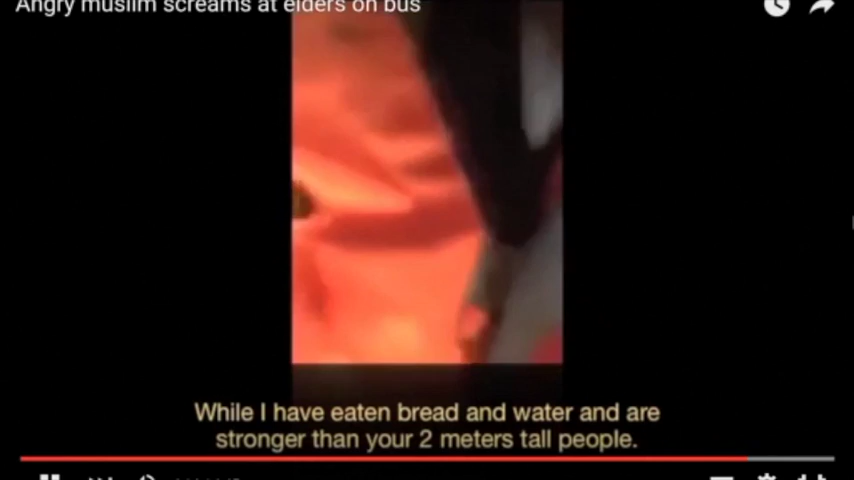 Angry muslim screams at elders on bus
While I have eaten bread and water and are
stronger than your 2 meters tall people.